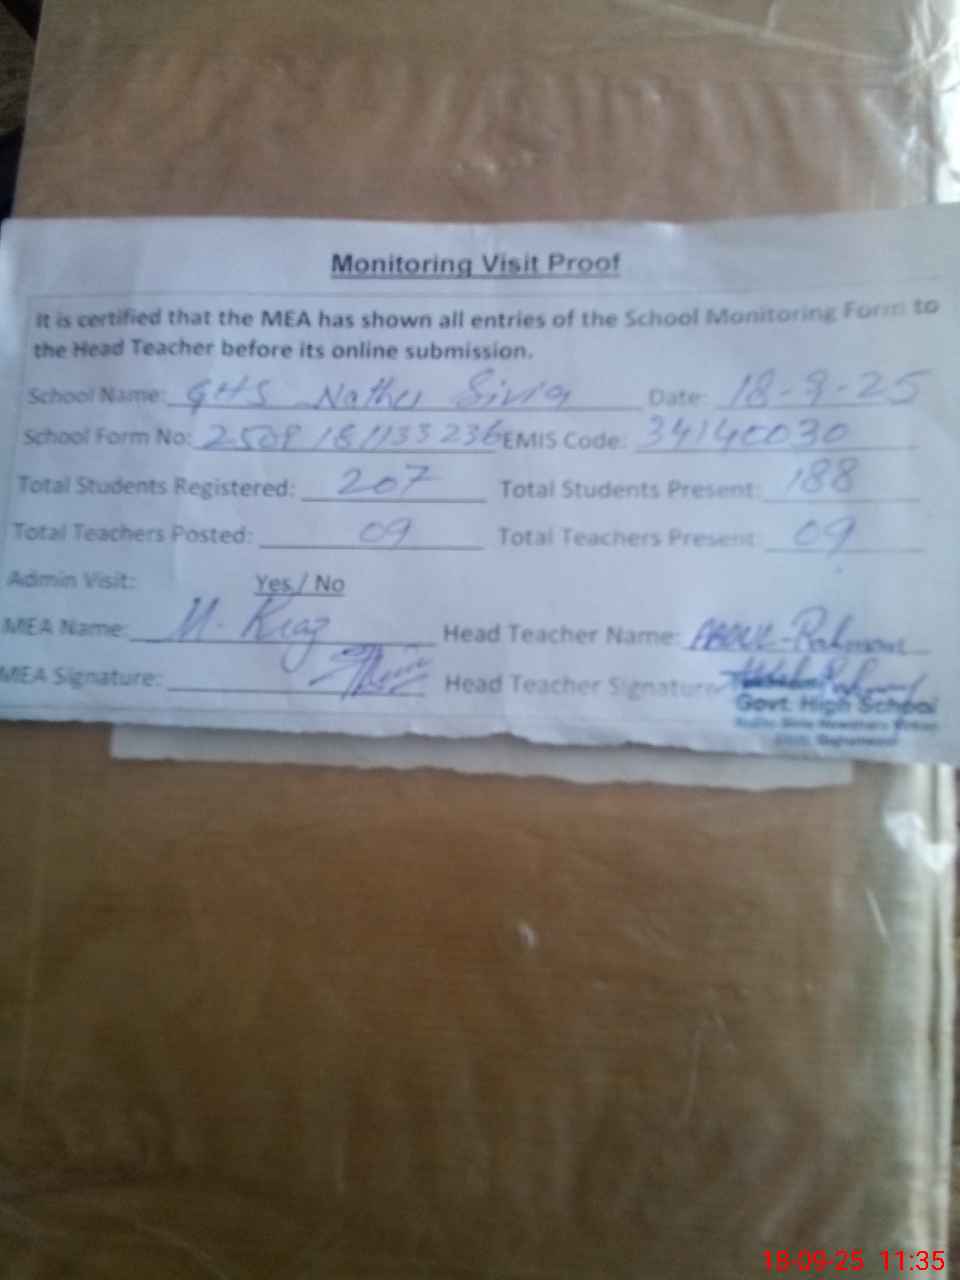 Monitoring Visit Proof
It is certified that the MEA has shown all entries of the School Monitoring Form to
the Head Teacher before its online submission.
School Name: GHS Nathu Sivia Date: 18-9-25
School Form No: 2509181133236 EMIS Code: 34140030
Total Students Registered: 207 Total Students Present: 188
Total Teachers Posted: 09 Total Teachers Present: 09
Admin Visit: Yes / No
MEA Name: M. Riaz Head Teacher Name: Abdul-Rahman
MEA Signature: Head Teacher Signature
Govt. High School
18-09-25 11:35